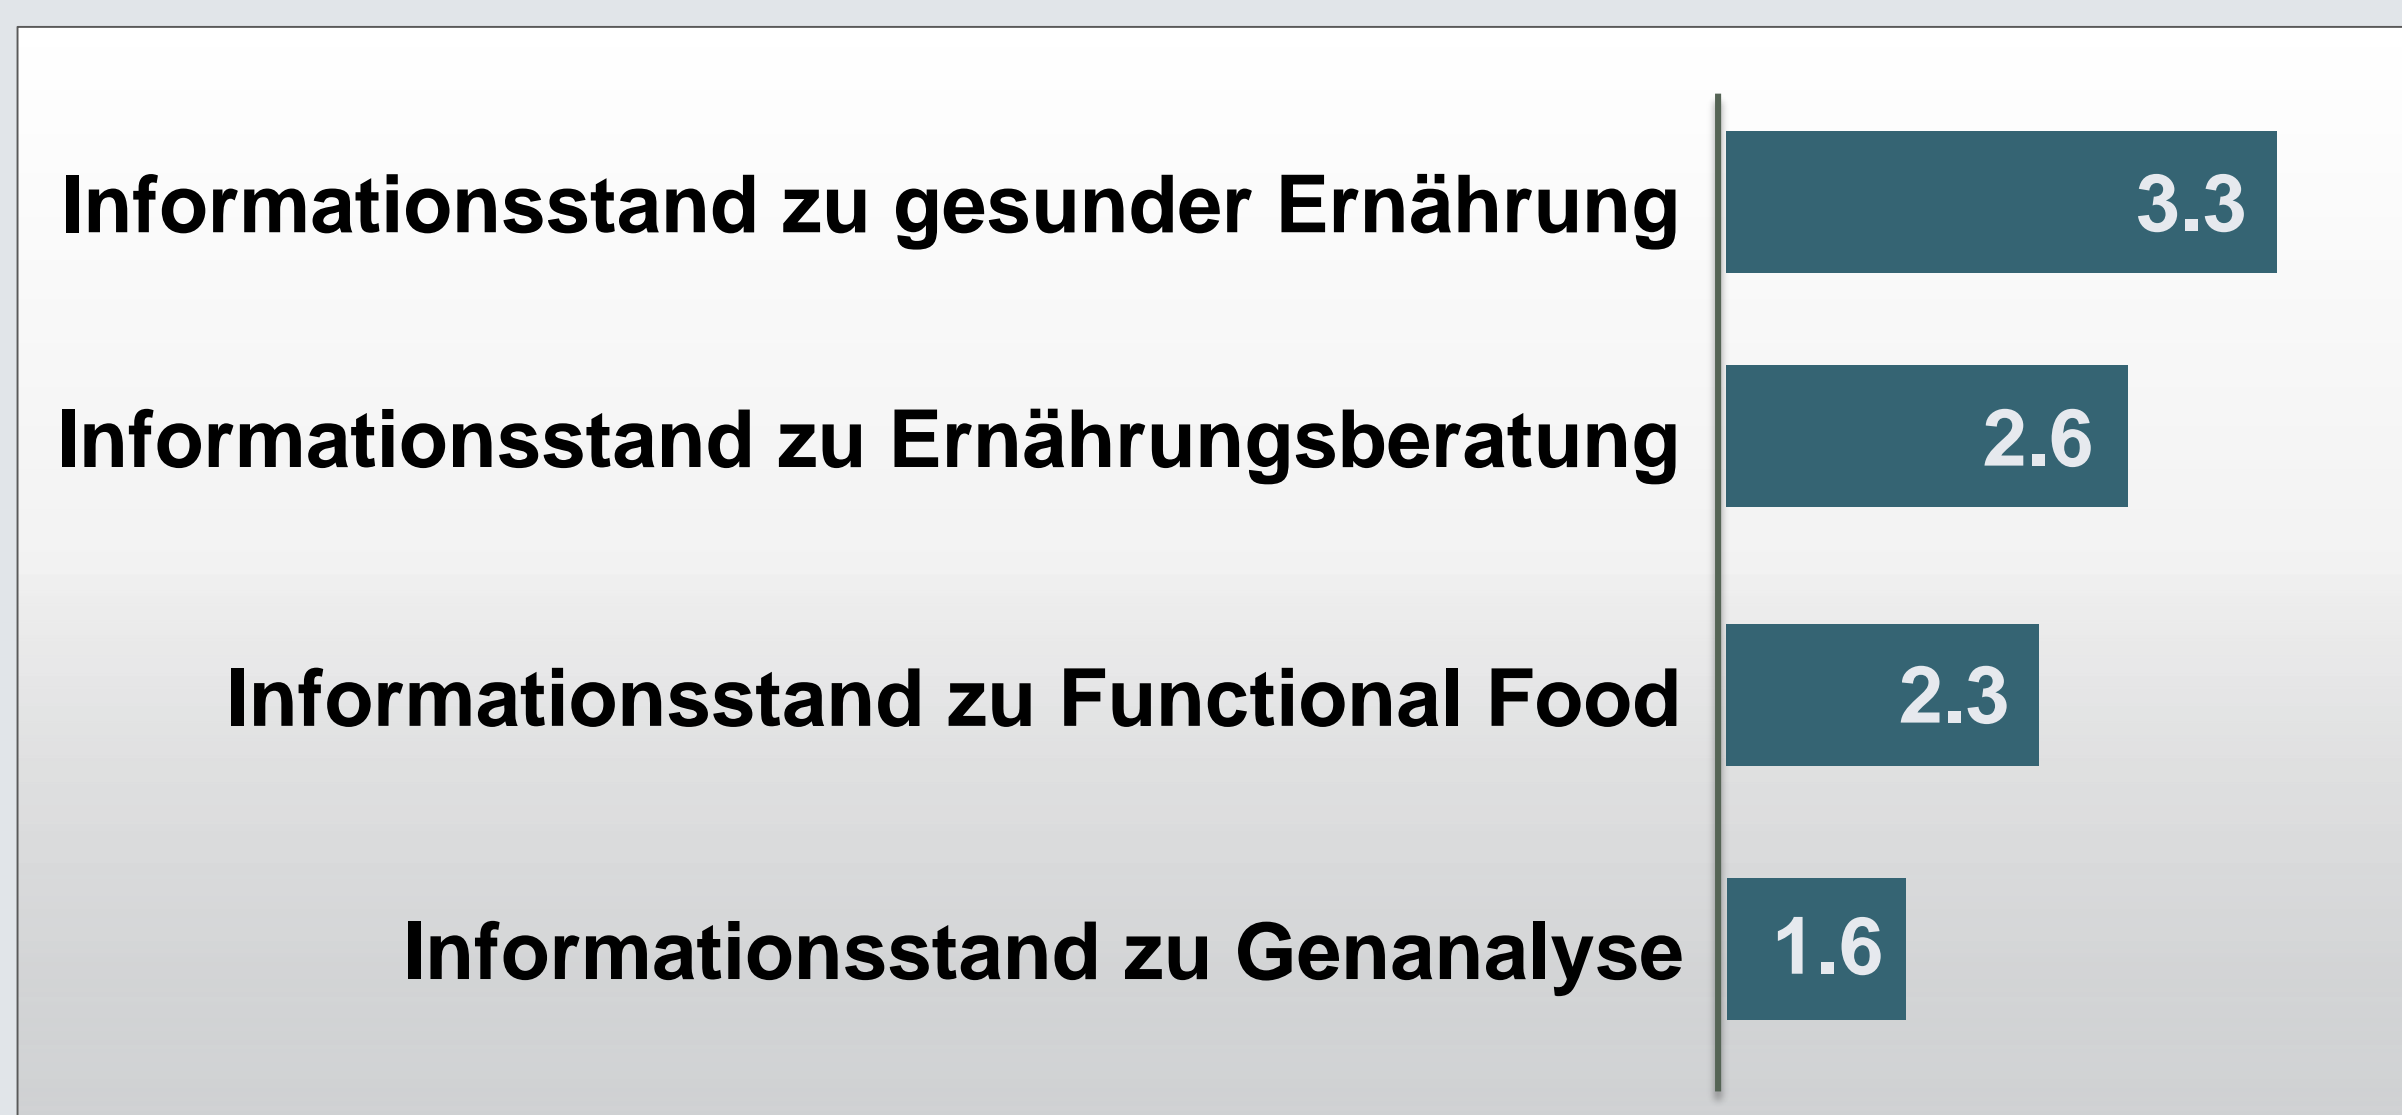 Informationsstand zu gesunder Ernährung 3.3
Informationsstand zu Ernährungsberatung 2.6
Informationsstand zu Functional Food 2.3
Informationsstand zu Genanalyse 1.6